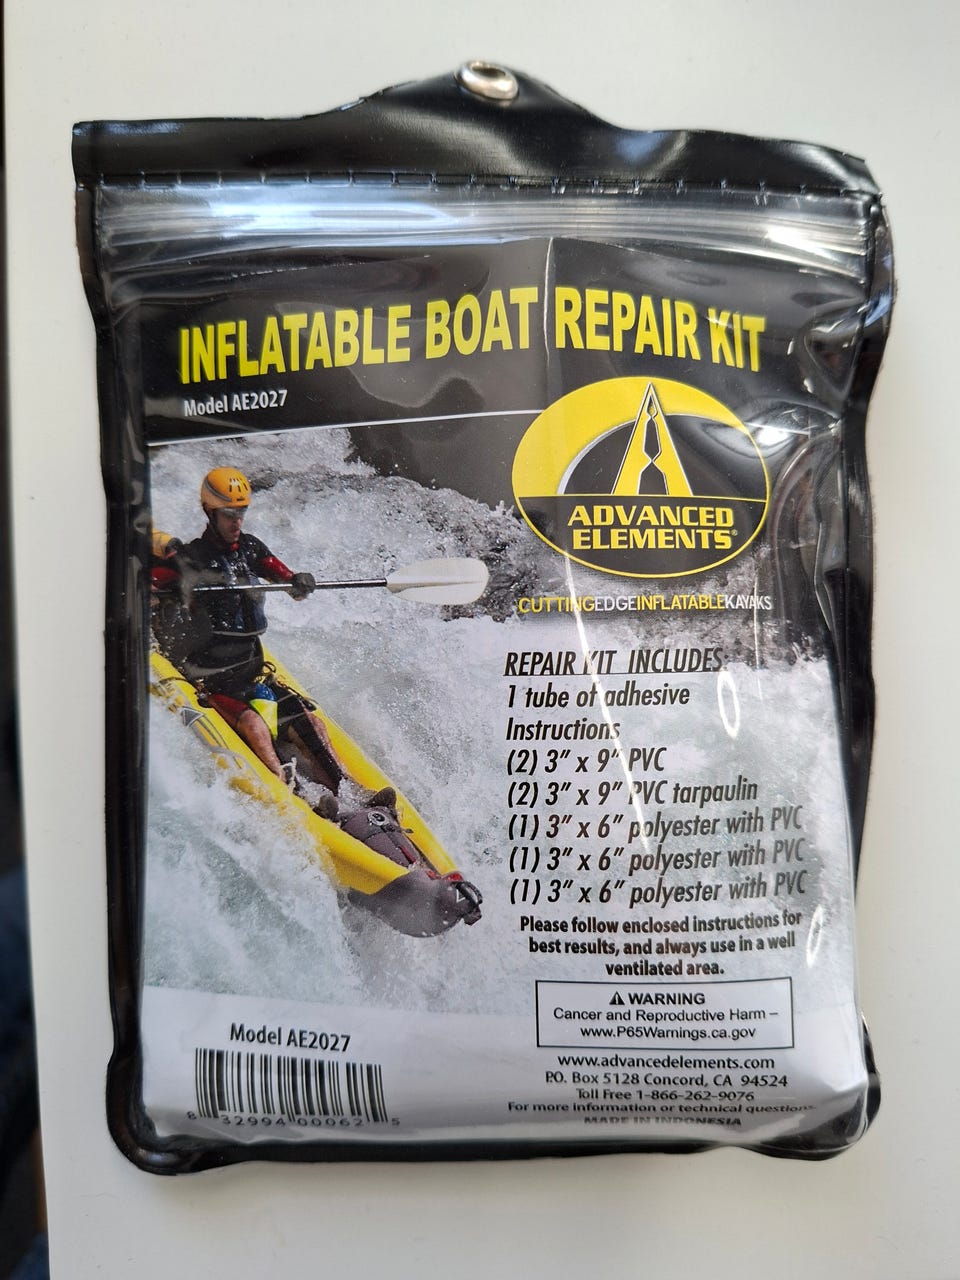 INFLATABLE BOAT REPAIR KIT
Model AE2027
ADVANCED
ELEMENTS®
CUTTINGEDGEINFLATABLEKAYAKS
REPAIR KIT INCLUDES:
1 tube of adhesive
Instructions
(2) 3" x 9" PVC
(2) 3" x 9" PVC tarpaulin
(1) 3" x 6" polyester with PVC
(1) 3" x 6" polyester with PVC
(1) 3" x 6" polyester with PVC
Please follow enclosed instructions for
best results, and always use in a well
ventilated area.
⚠ WARNING
Cancer and Reproductive Harm –
www.P65Warnings.ca.gov
Model AE2027
8 32994 00062 5
www.advancedelements.com
P.O. Box 5128 Concord, CA 94524
Toll Free 1-866-262-9076
For more information or technical questions
MADE IN INDONESIA